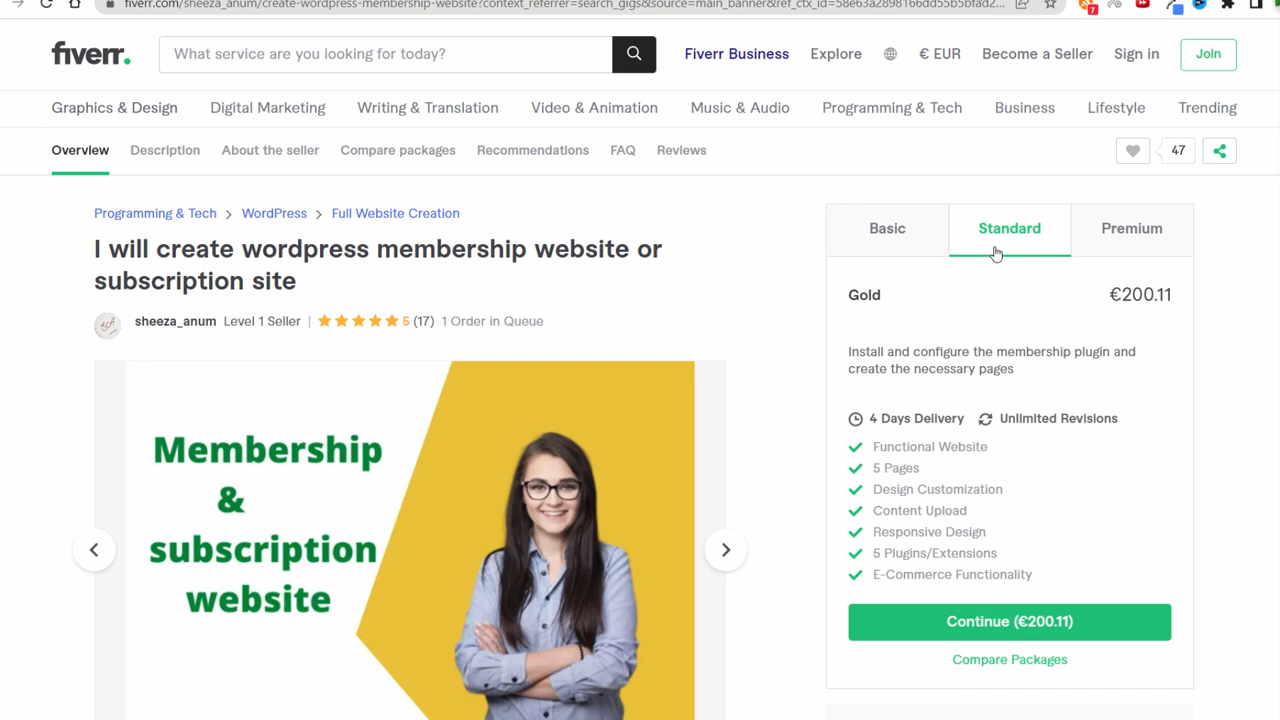 fiverr.com/sheeza_anum/create-wordpress-membership-website?context_referrer=search_gigs&source=main_banner&ref_ctx_id=58e63a2898166dd55b5bfad2...
7
fiverr.
What service are you looking for today?
Fiverr Business
Explore
€ EUR
Become a Seller
Sign in
Join
Graphics & Design
Digital Marketing
Writing & Translation
Video & Animation
Music & Audio
Programming & Tech
Business
Lifestyle
Trending
Overview
Description
About the seller
Compare packages
Recommendations
FAQ
Reviews
47
Programming & Tech > WordPress > Full Website Creation
I will create wordpress membership website or
subscription site
sheeza_anum Level 1 Seller | 5 (17) 1 Order in Queue
Membership
&
subscription
website
Basic
Standard
Premium
Gold
€200.11
Install and configure the membership plugin and
create the necessary pages
4 Days Delivery
Unlimited Revisions
Functional Website
5 Pages
Design Customization
Content Upload
Responsive Design
5 Plugins/Extensions
E-Commerce Functionality
Continue (€200.11)
Compare Packages